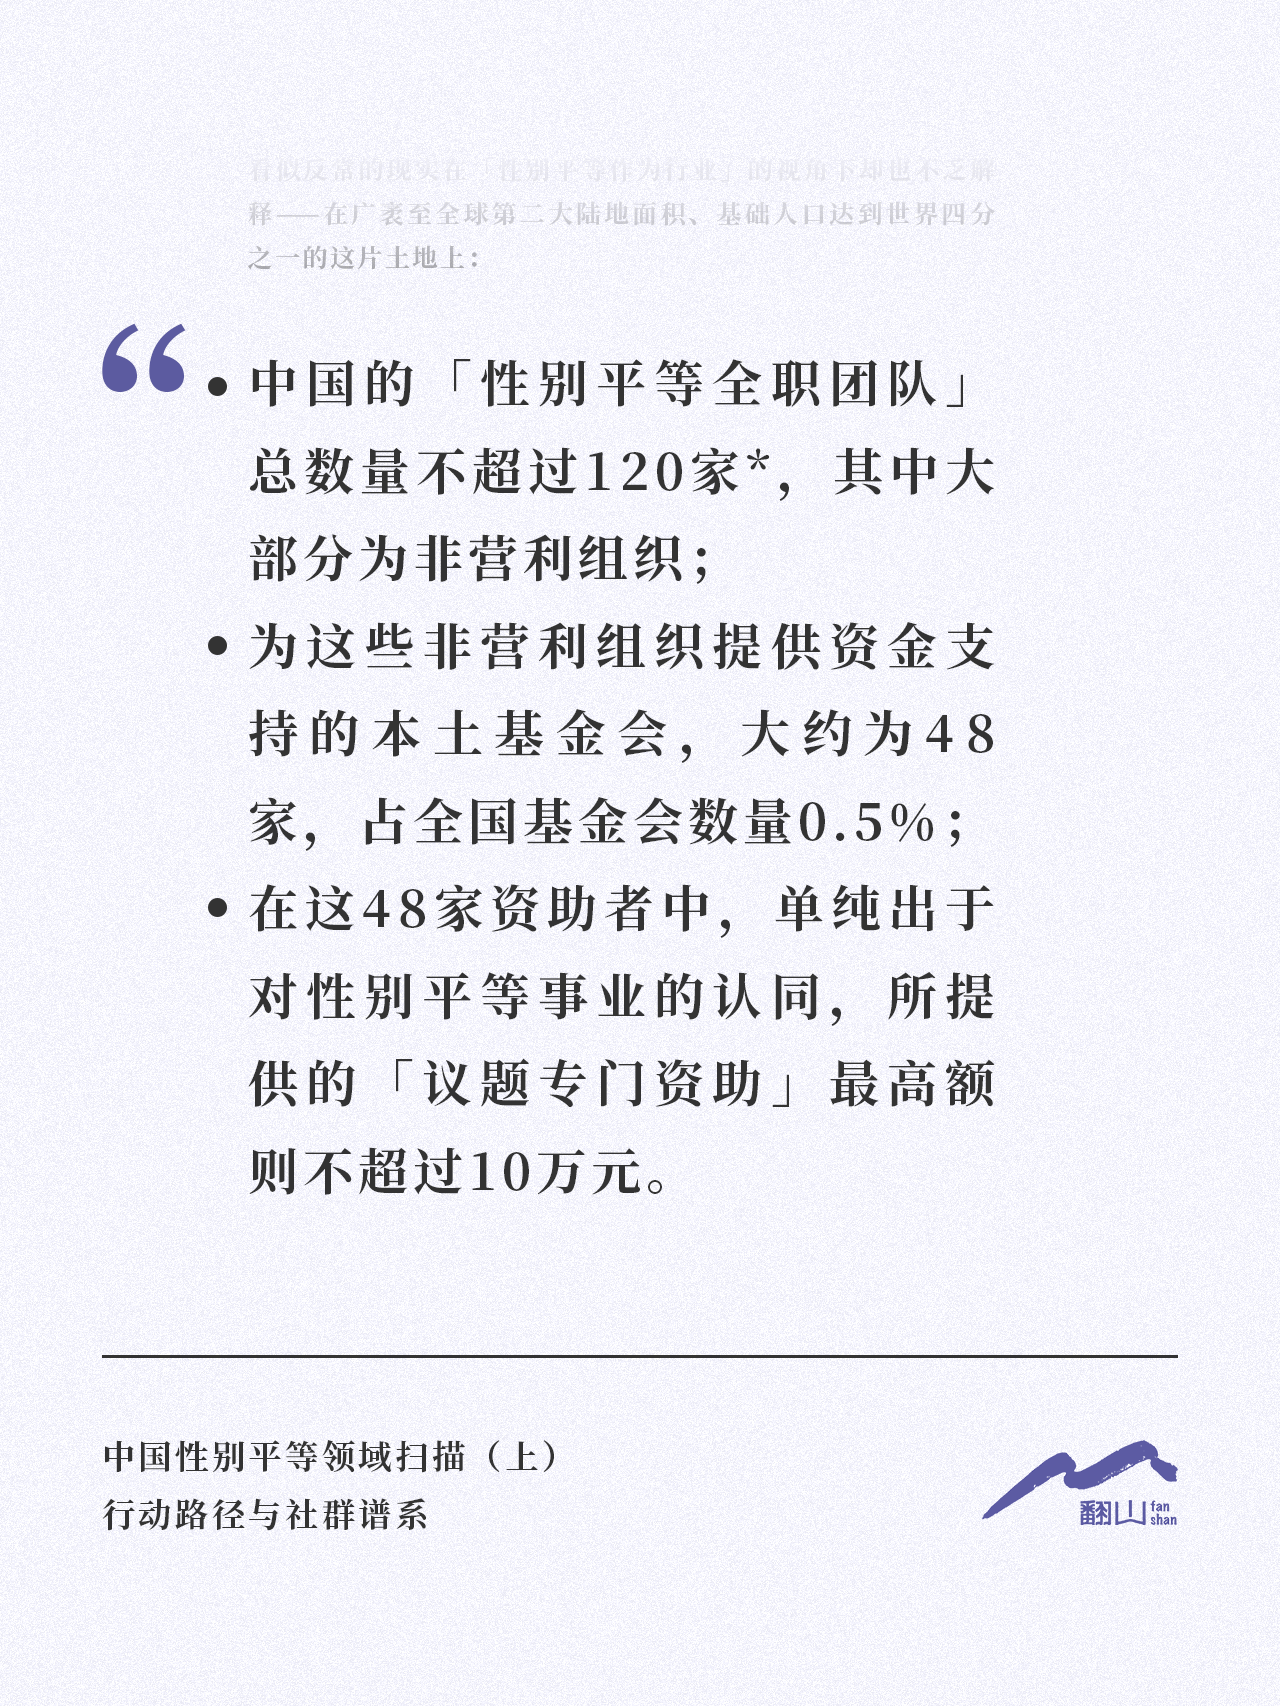 看似反常的现实在「性别平等作为行业」的视角下却也不乏解
释——在广袤至全球第二大陆地面积、基础人口达到世界四分
之一的这片土地上：
“
• 中国的「性别平等全职团队」
总数量不超过120家*，其中大
部分为非营利组织；
• 为这些非营利组织提供资金支
持的本土基金会，大约为48
家，占全国基金会数量0.5%；
• 在这48家资助者中，单纯出于
对性别平等事业的认同，所提
供的「议题专门资助」最高额
则不超过10万元。
中国性别平等领域扫描（上）
行动路径与社群谱系
翻山 fan
shan